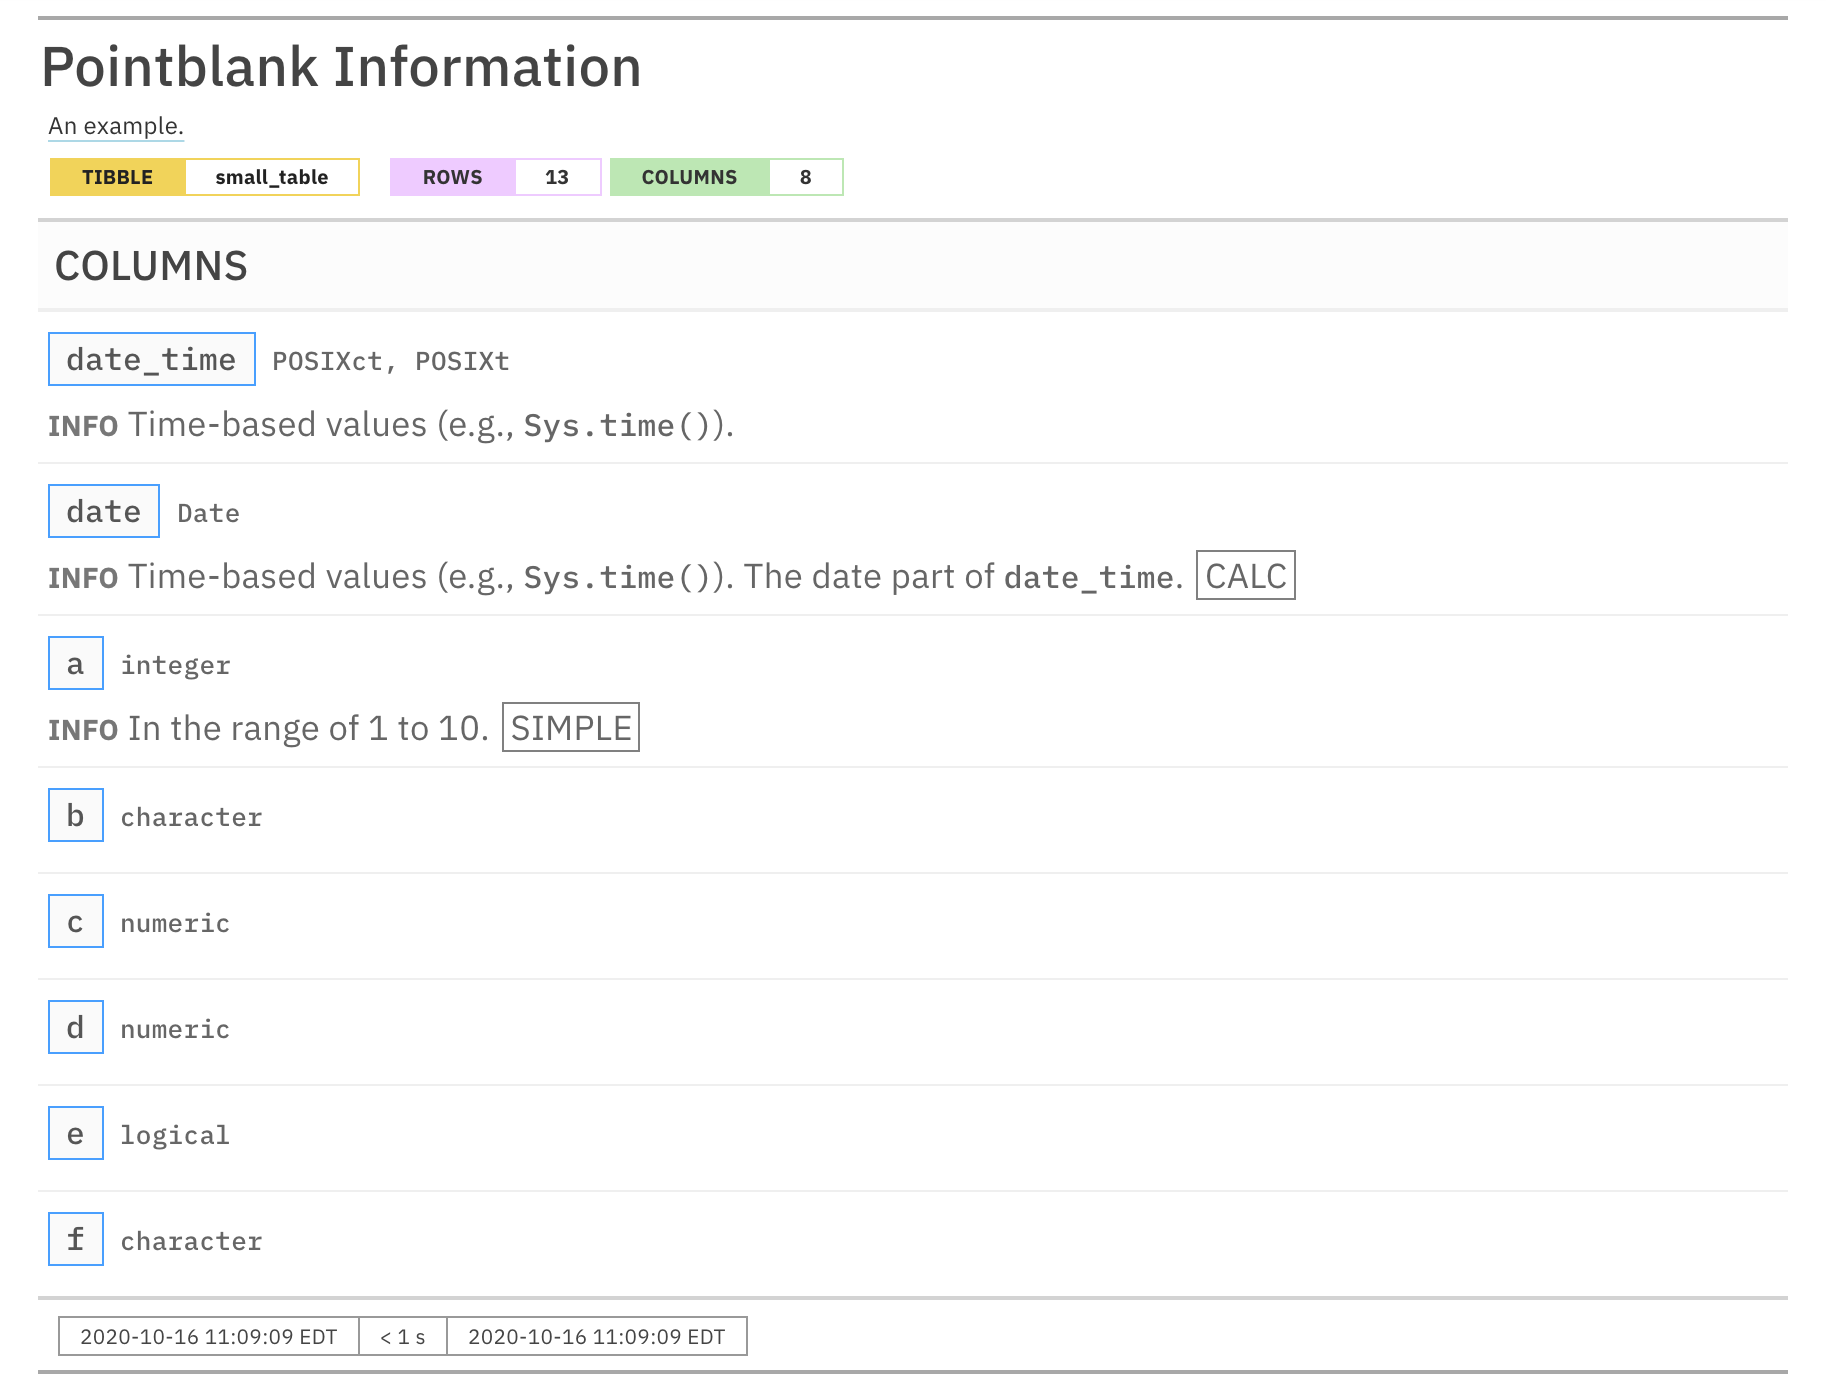 Pointblank Information
An example.
TIBBLE small_table ROWS 13 COLUMNS 8
COLUMNS
date_time POSIXct, POSIXt
INFO Time-based values (e.g., Sys.time()).
date Date
INFO Time-based values (e.g., Sys.time()). The date part of date_time. CALC
a integer
INFO In the range of 1 to 10. SIMPLE
b character
c numeric
d numeric
e logical
f character
2020-10-16 11:09:09 EDT < 1 s 2020-10-16 11:09:09 EDT